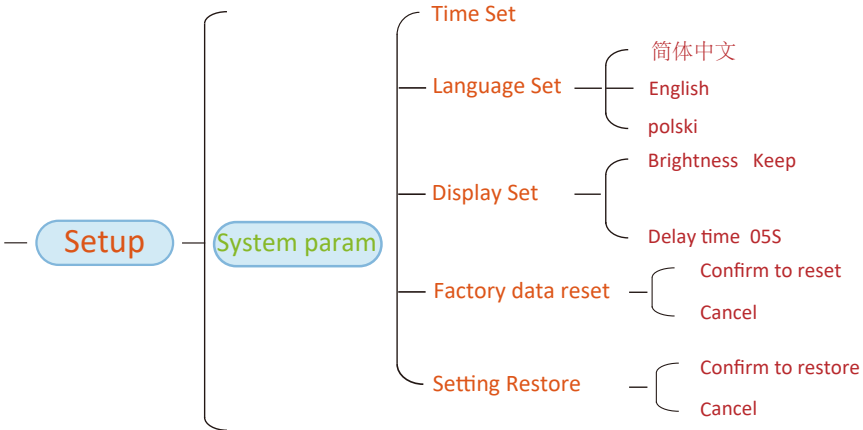 Setup
System param
Time Set
Language Set
简体中文
English
polski
Display Set
Brightness Keep
Delay time 05S
Factory data reset
Confirm to reset
Cancel
Setting Restore
Confirm to restore
Cancel